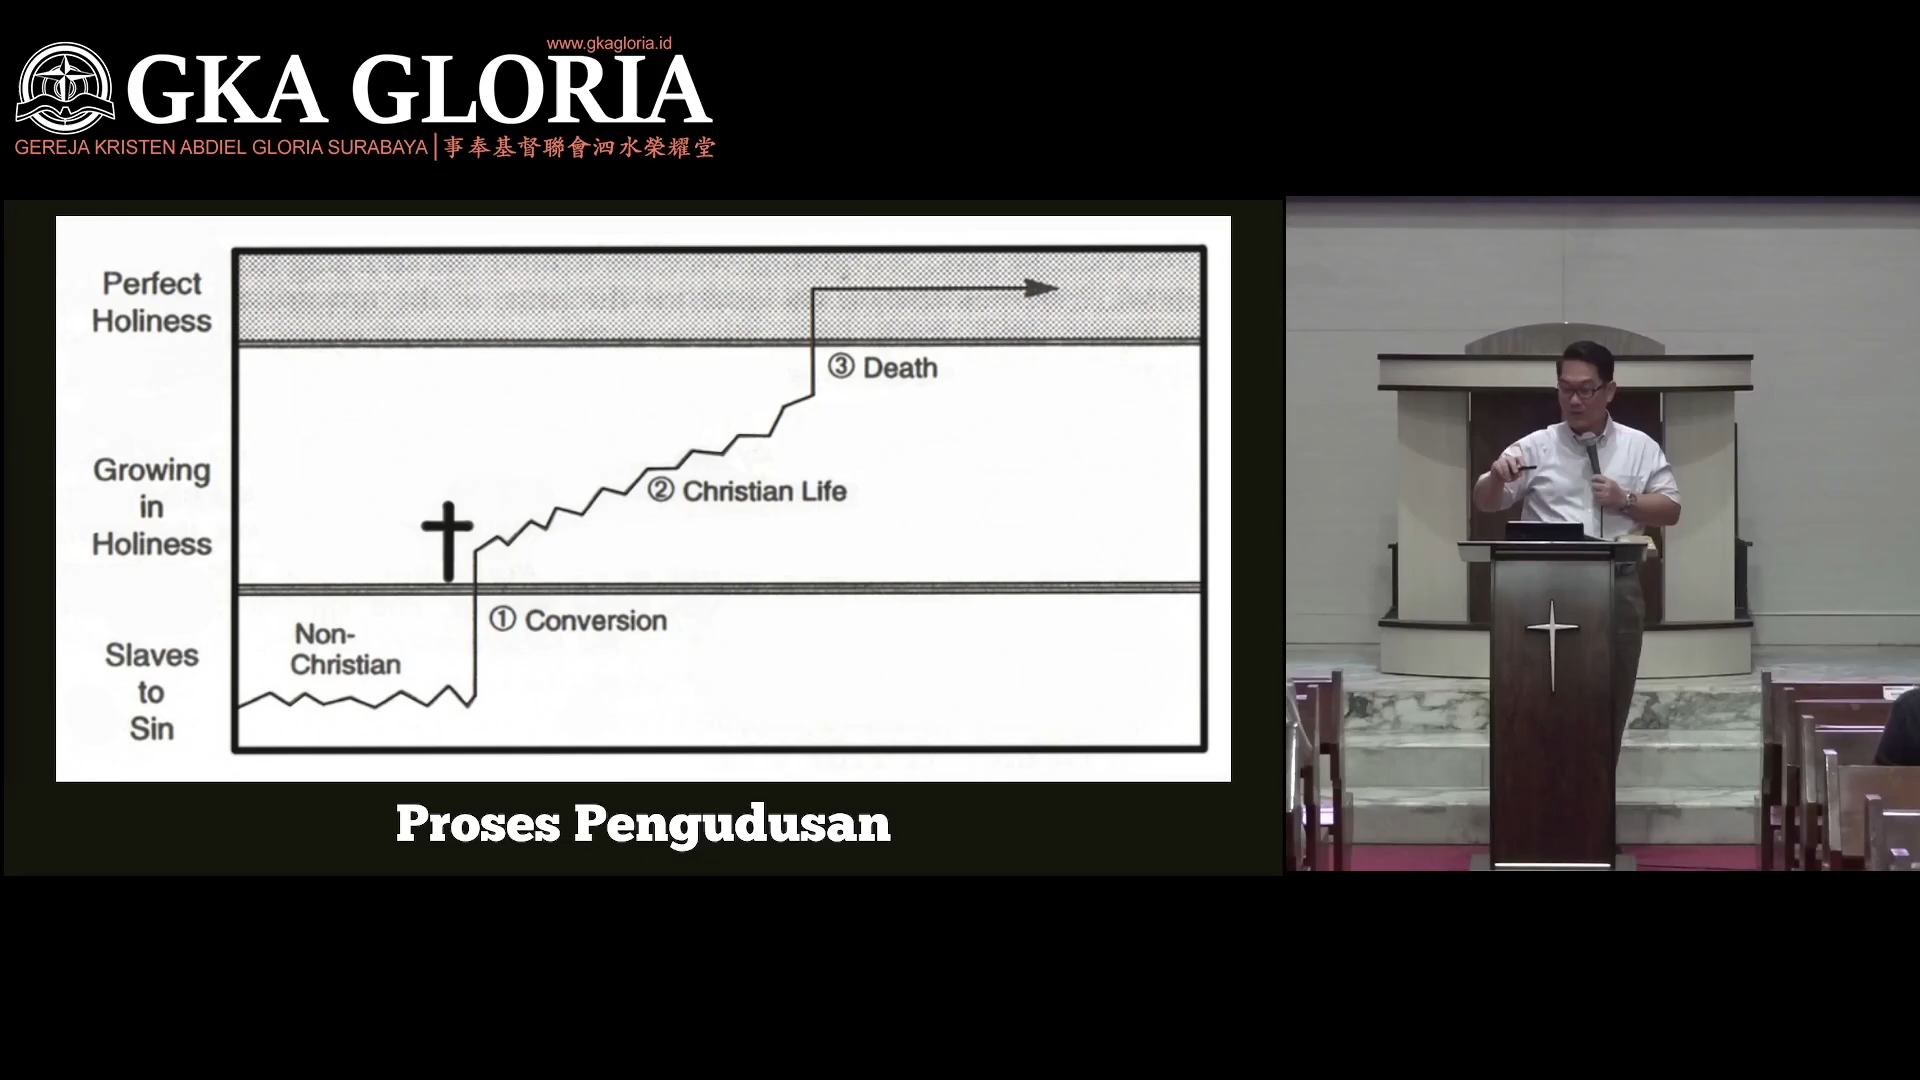 www.gkagloria.id
GKA GLORIA
GEREJA KRISTEN ABDIEL GLORIA SURABAYA | 事奉基督聯會泗水榮耀堂
Perfect
Holiness
③ Death
Growing
in
Holiness
② Christian Life
① Conversion
Non-
Christian
Slaves
to
Sin
Proses Pengudusan